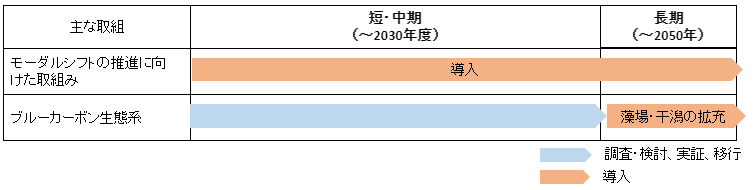 主な取組
短・中期
（～2030年度）
長期
（～2050年）
モーダルシフトの推進に向
けた取組み
導入
ブルーカーボン生態系
藻場・干潟の拡充
調査・検討、実証、移行
導入